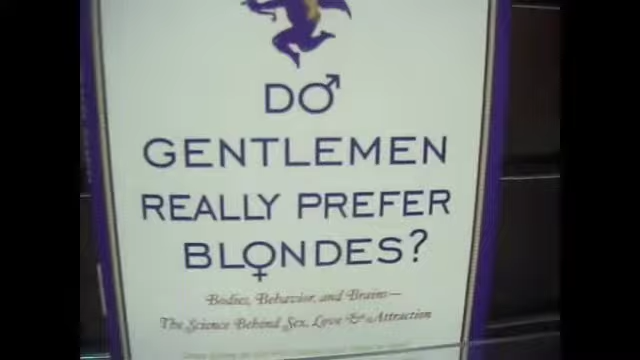 DO
GENTLEMEN
REALLY PREFER
BLONDES?
Bodies, Behavior, and Brains—
The Science Behind Sex, Love & Attraction